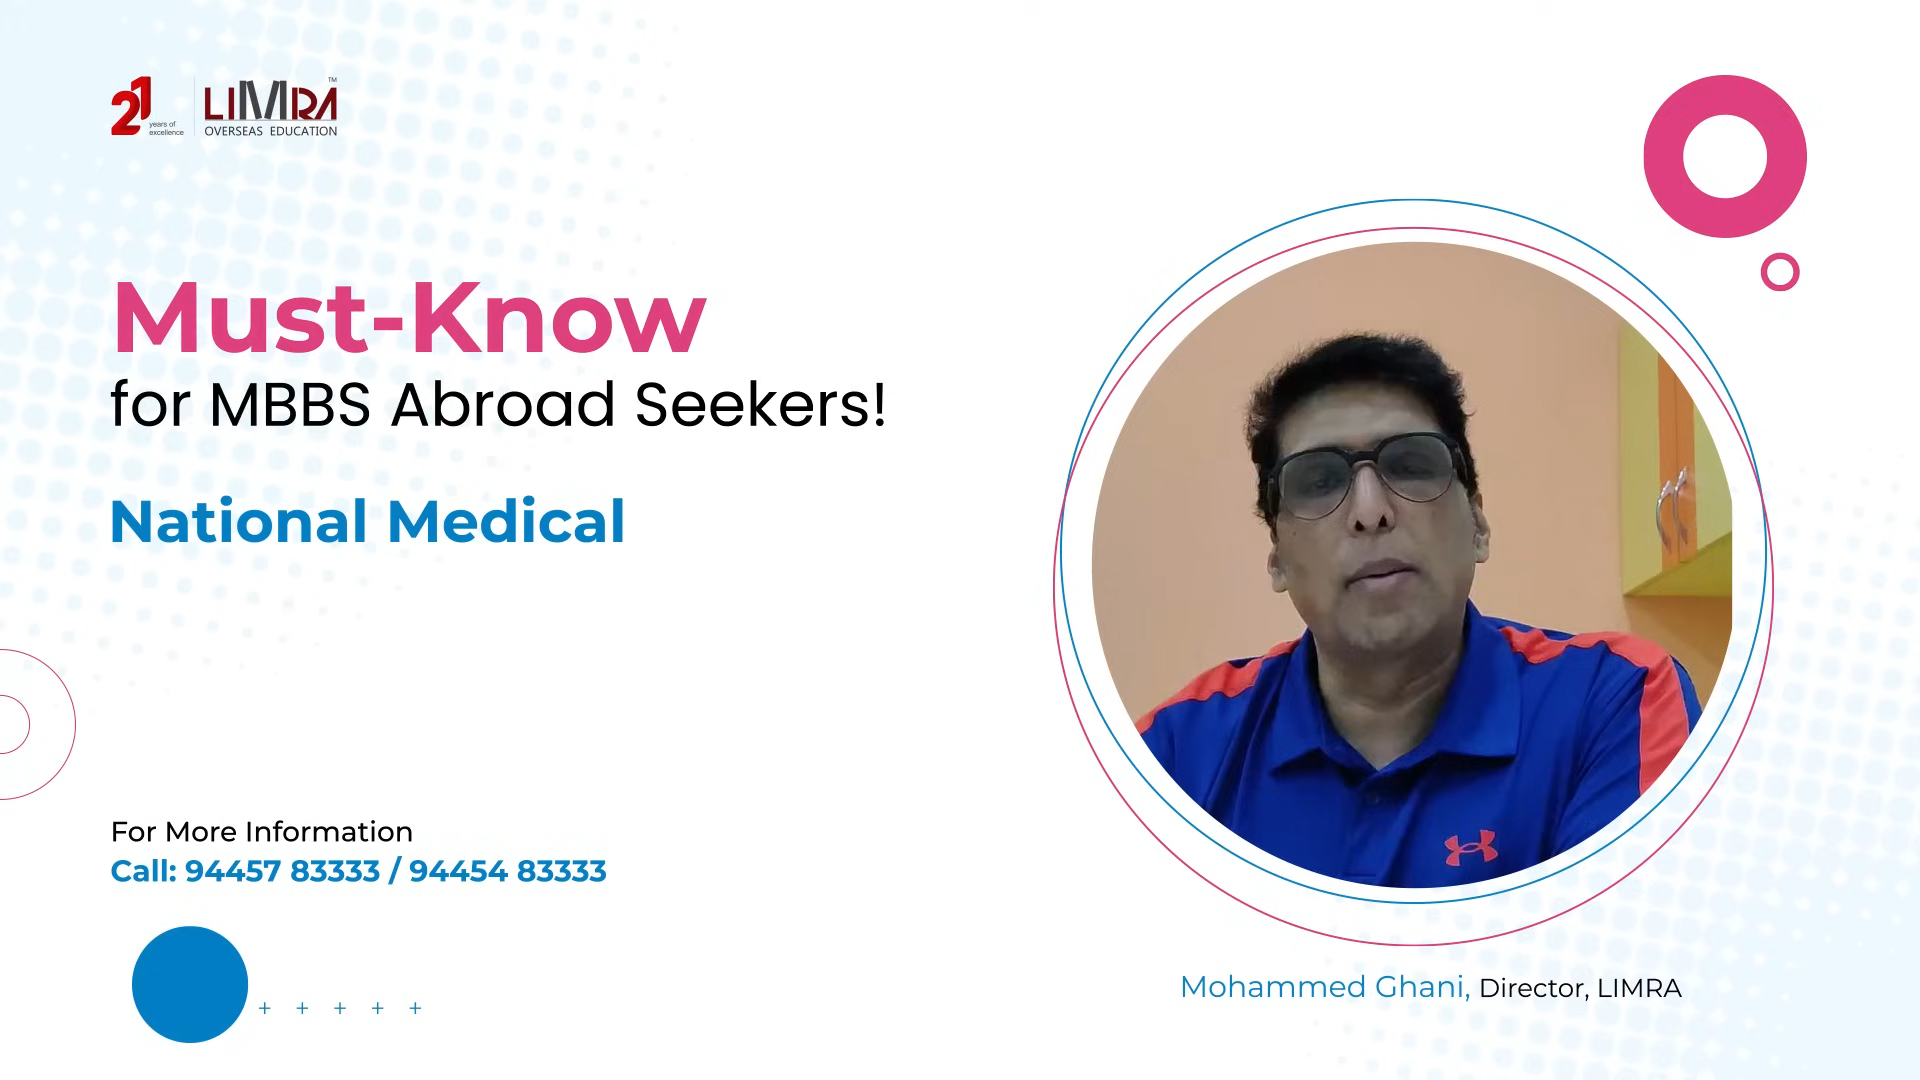 21 years of excellence
LIMRA TM
OVERSEAS EDUCATION
Must-Know
for MBBS Abroad Seekers!
National Medical
For More Information
Call: 94457 83333 / 94454 83333
+ + + + +
Mohammed Ghani, Director, LIMRA